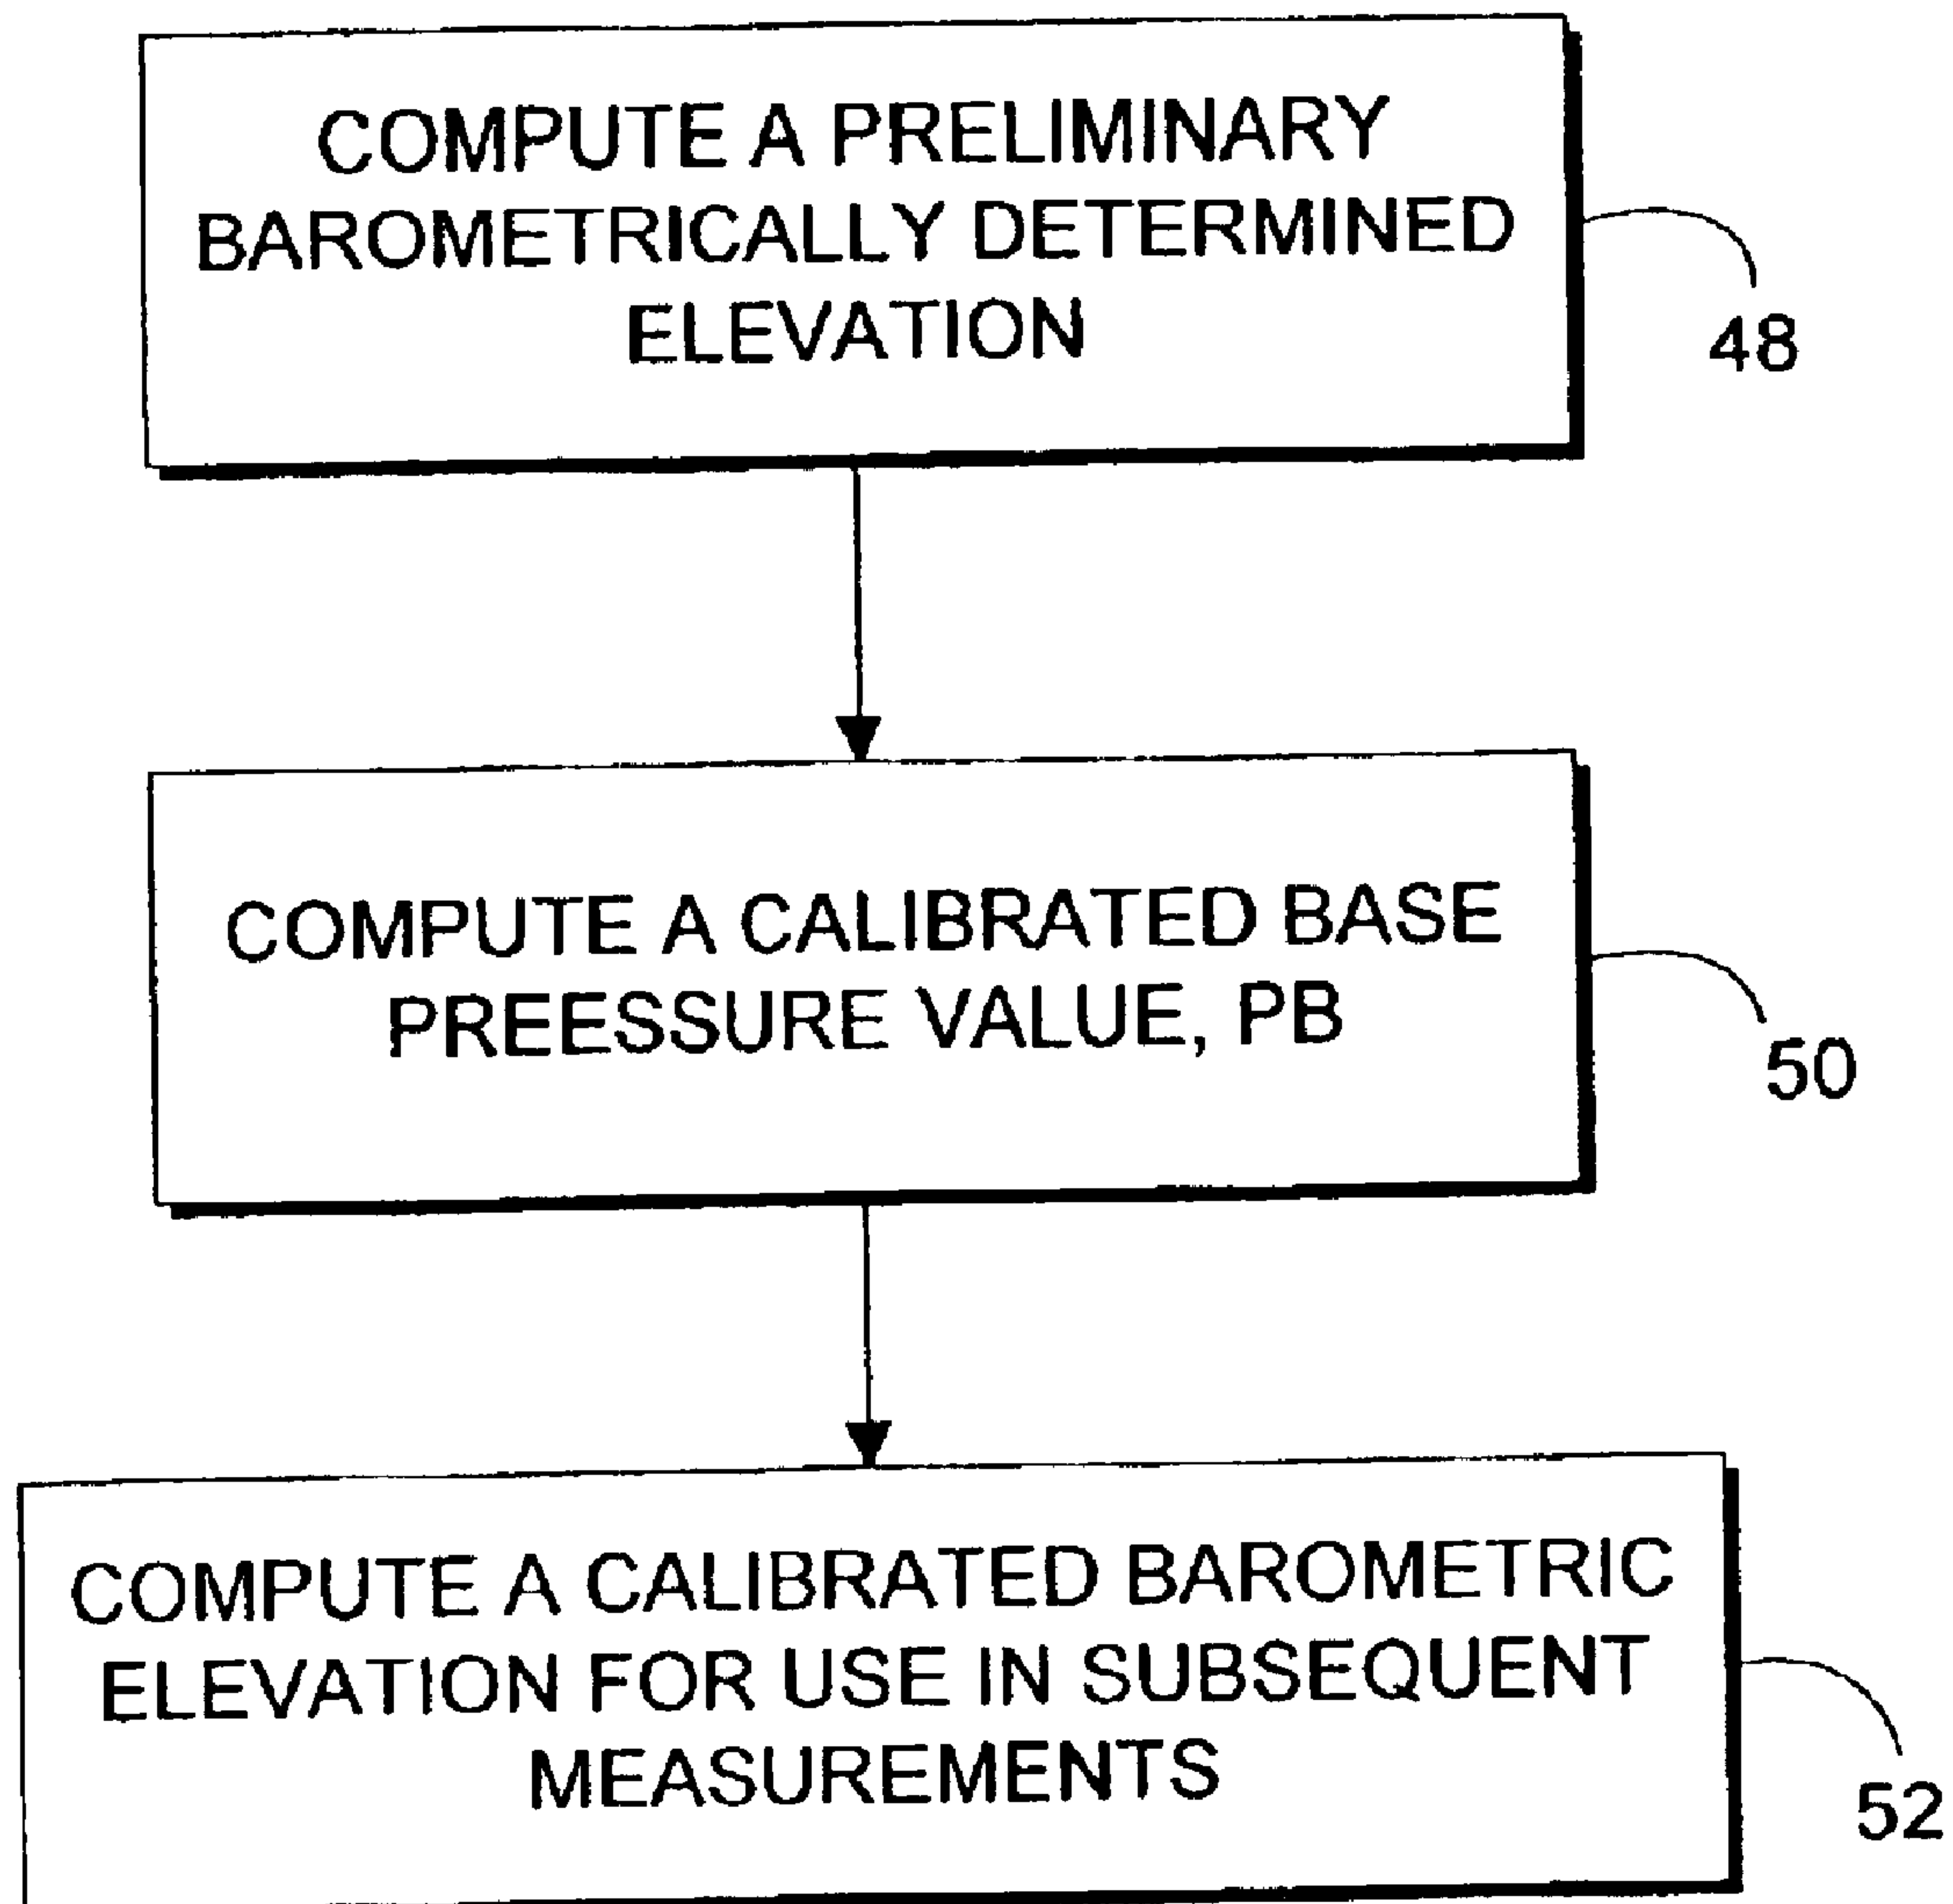 COMPUTE A PRELIMINARY
BAROMETRICALLY DETERMINED
ELEVATION
48
COMPUTE A CALIBRATED BASE
PREESSURE VALUE, PB
50
COMPUTE A CALIBRATED BAROMETRIC
ELEVATION FOR USE IN SUBSEQUENT
MEASUREMENTS
52